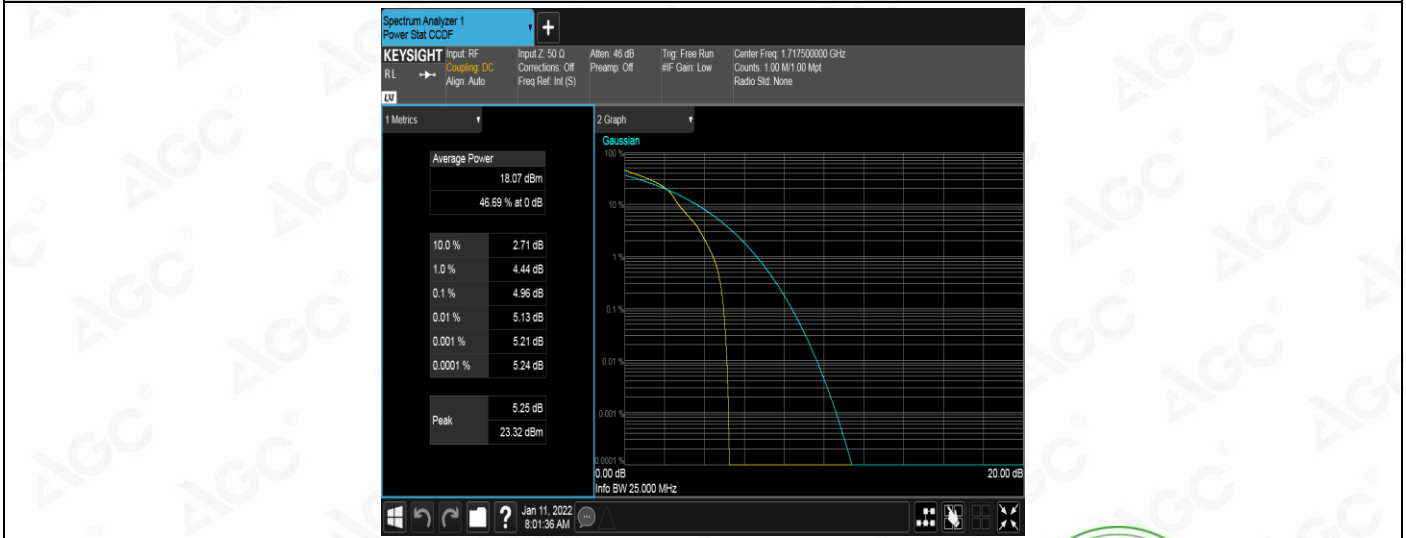 Spectrum Analyzer 1
Power Stat CCDF
+
KEYSIGHT
RL
LXI
Input: RF
Coupling: DC
Align: Auto
Input Z: 50 Ω
Corrections: Off
Freq Ref: Int (S)
Atten: 46 dB
Preamp: Off
Trig: Free Run
#IF Gain: Low
Center Freq: 1.717500000 GHz
Counts: 1.00 M/1.00 Mpt
Radio Std: None
1 Metrics
Average Power
18.07 dBm
46.69 % at 0 dB
10.0 % 2.71 dB
1.0 % 4.44 dB
0.1 % 4.96 dB
0.01 % 5.13 dB
0.001 % 5.21 dB
0.0001 % 5.24 dB
Peak
5.25 dB
23.32 dBm
2 Graph
Gaussian
100 %
10 %
1 %
0.1 %
0.01 %
0.001 %
0.0001 %
0.00 dB 20.00 dB
Info BW 25.000 MHz
?
Jan 11, 2022
8:01:36 AM
AGC